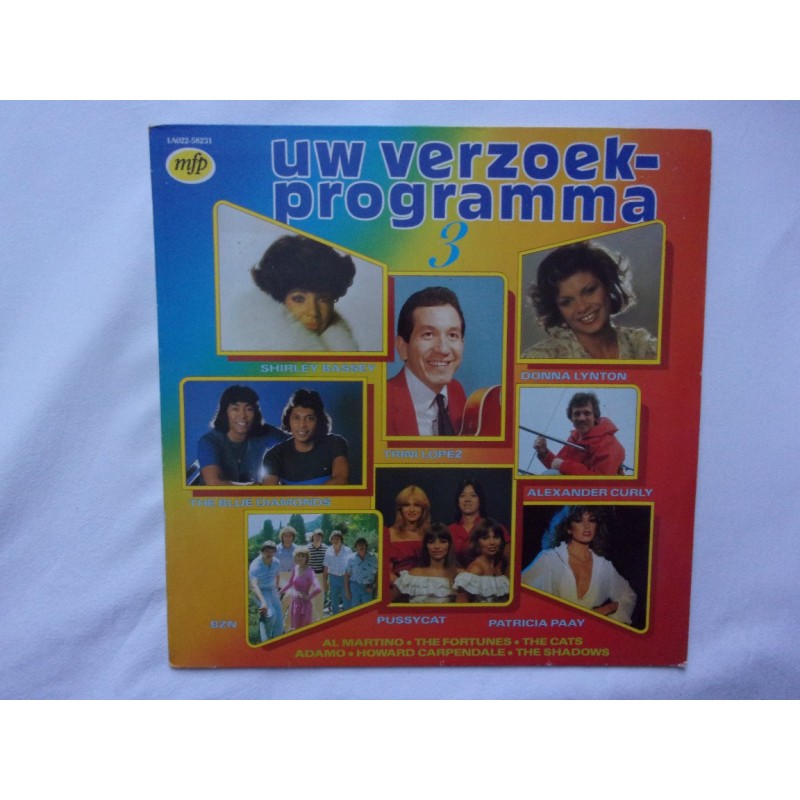 1A022-58231
mfp
uw verzoek-
programma
3
SHIRLEY BASSEY
DONNA LYNTON
TRINI LOPEZ
THE BLUE DIAMONDS
ALEXANDER CURLY
BZN
PUSSYCAT
PATRICIA PAAY
AL MARTINO • THE FORTUNES • THE CATS
ADAMO • HOWARD CARPENDALE • THE SHADOWS